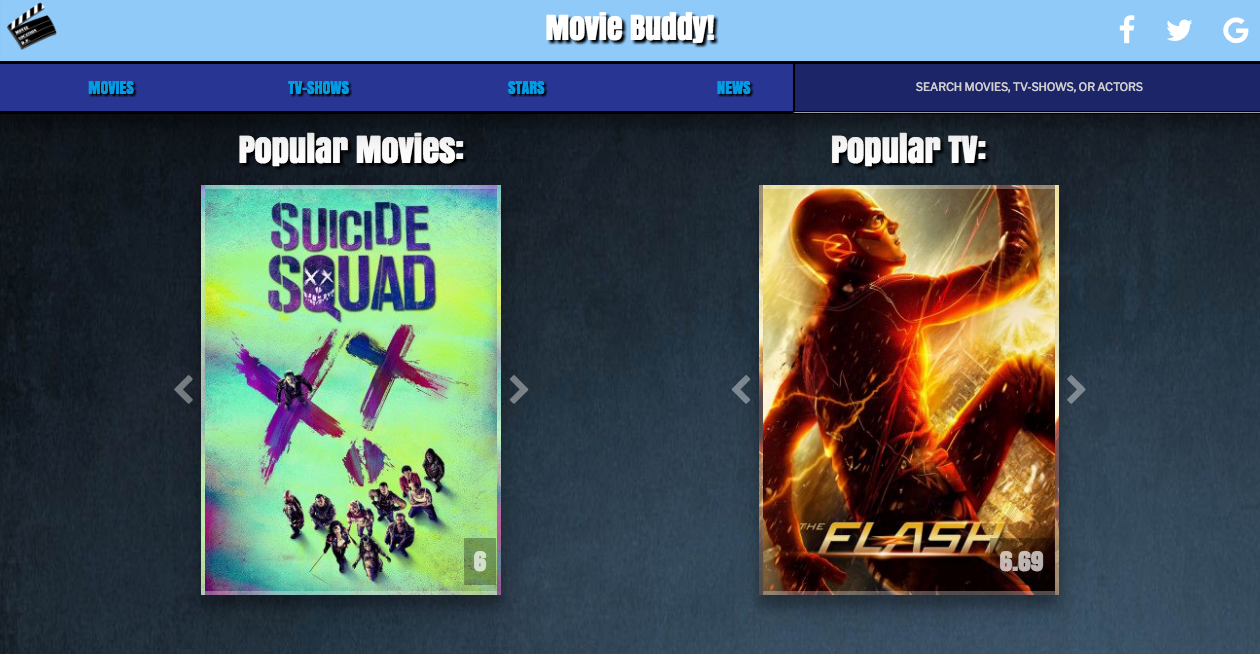 Movie Buddy!
MOVIES
TV-SHOWS
STARS
NEWS
SEARCH MOVIES, TV-SHOWS, OR ACTORS
Popular Movies:
Popular TV:
SUICIDE
SQUAD
6
THE FLASH
6.69